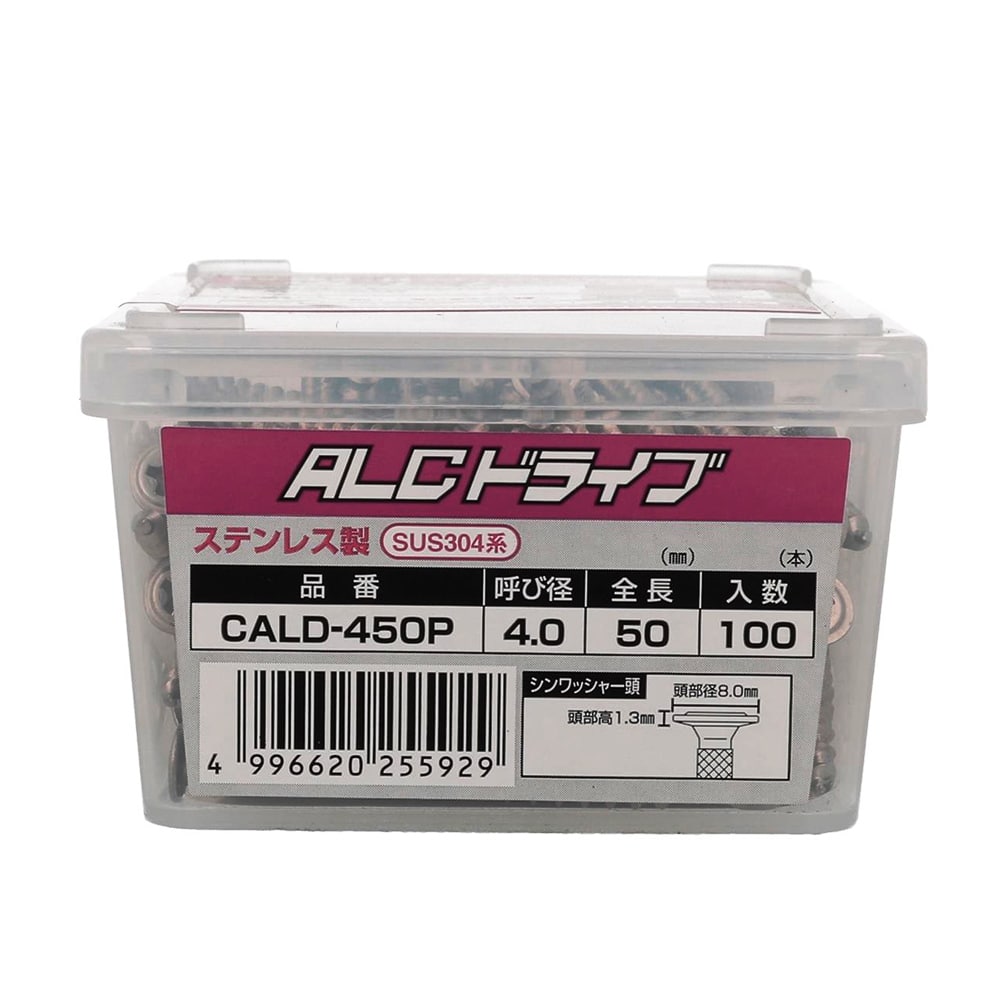 ALCドライブ
ステンレス製 SUS304系 (mm) (本)
品番 呼び径 全長 入数
CALD-450P 4.0 50 100
シンワッシャー頭
頭部径8.0mm
頭部高1.3mm
4 996620 255929